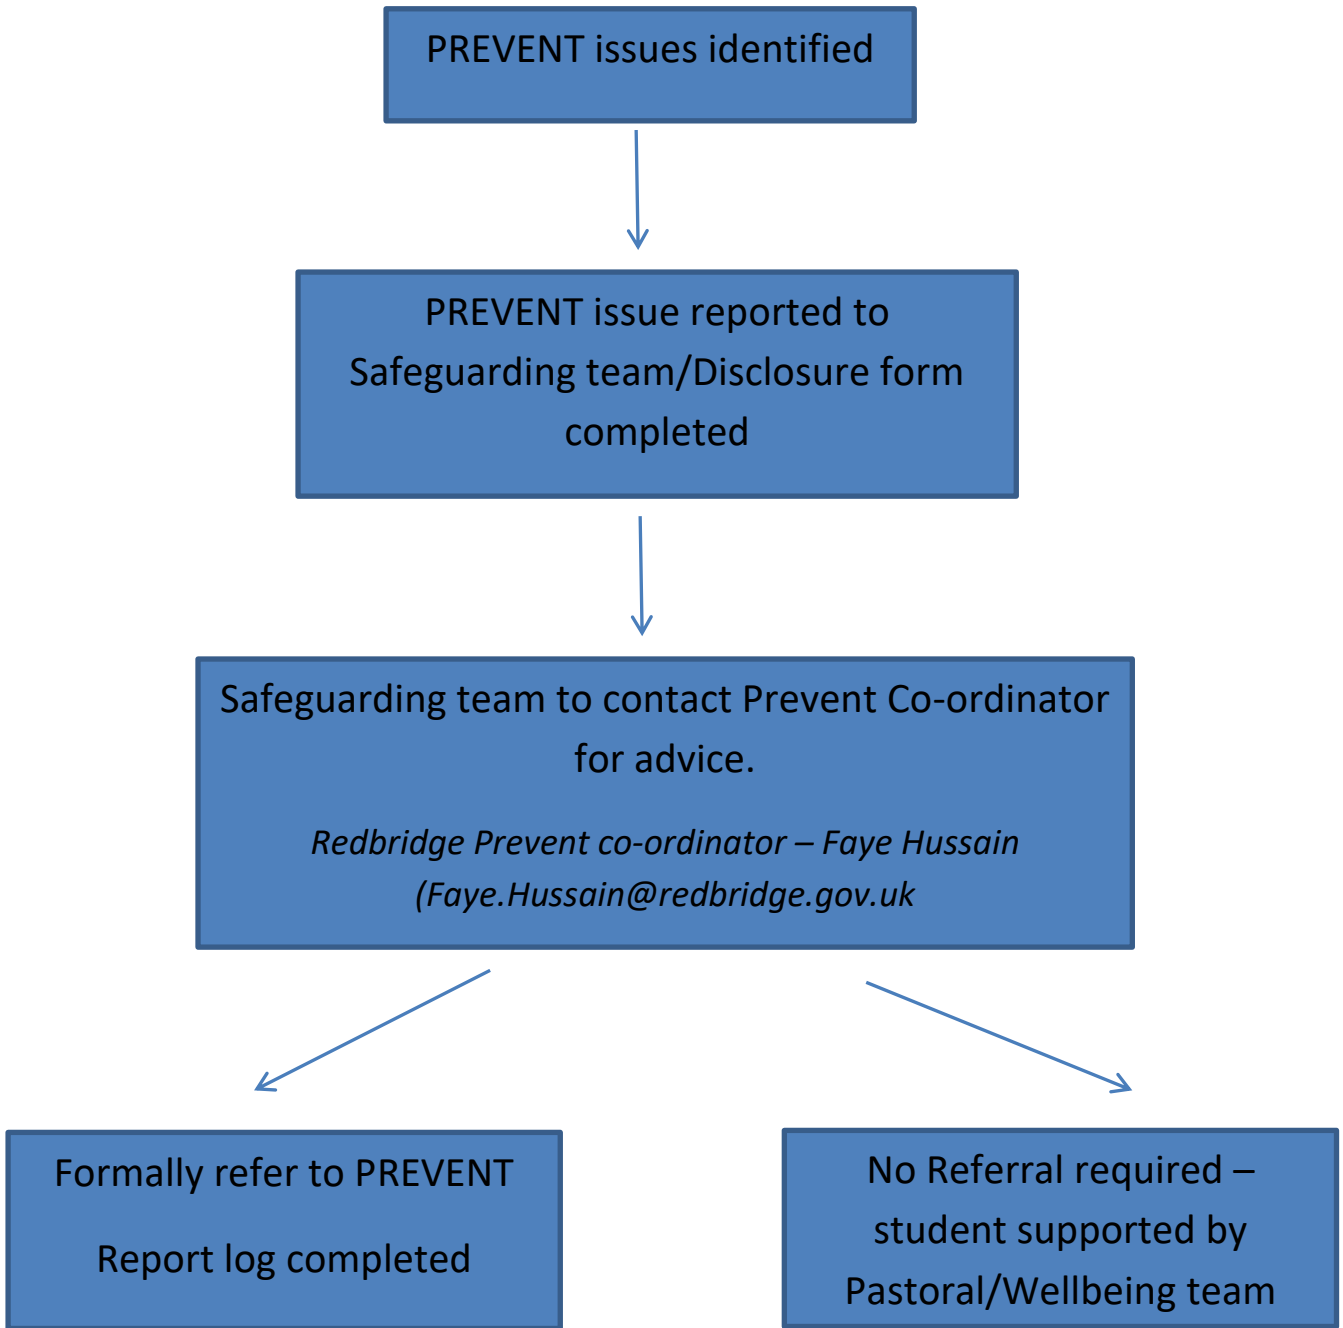 PREVENT issues identified
PREVENT issue reported to
Safeguarding team/Disclosure form
completed
Safeguarding team to contact Prevent Co-ordinator
for advice.
Redbridge Prevent co-ordinator – Faye Hussain
(Faye.Hussain@redbridge.gov.uk
Formally refer to PREVENT
Report log completed
No Referral required –
student supported by
Pastoral/Wellbeing team